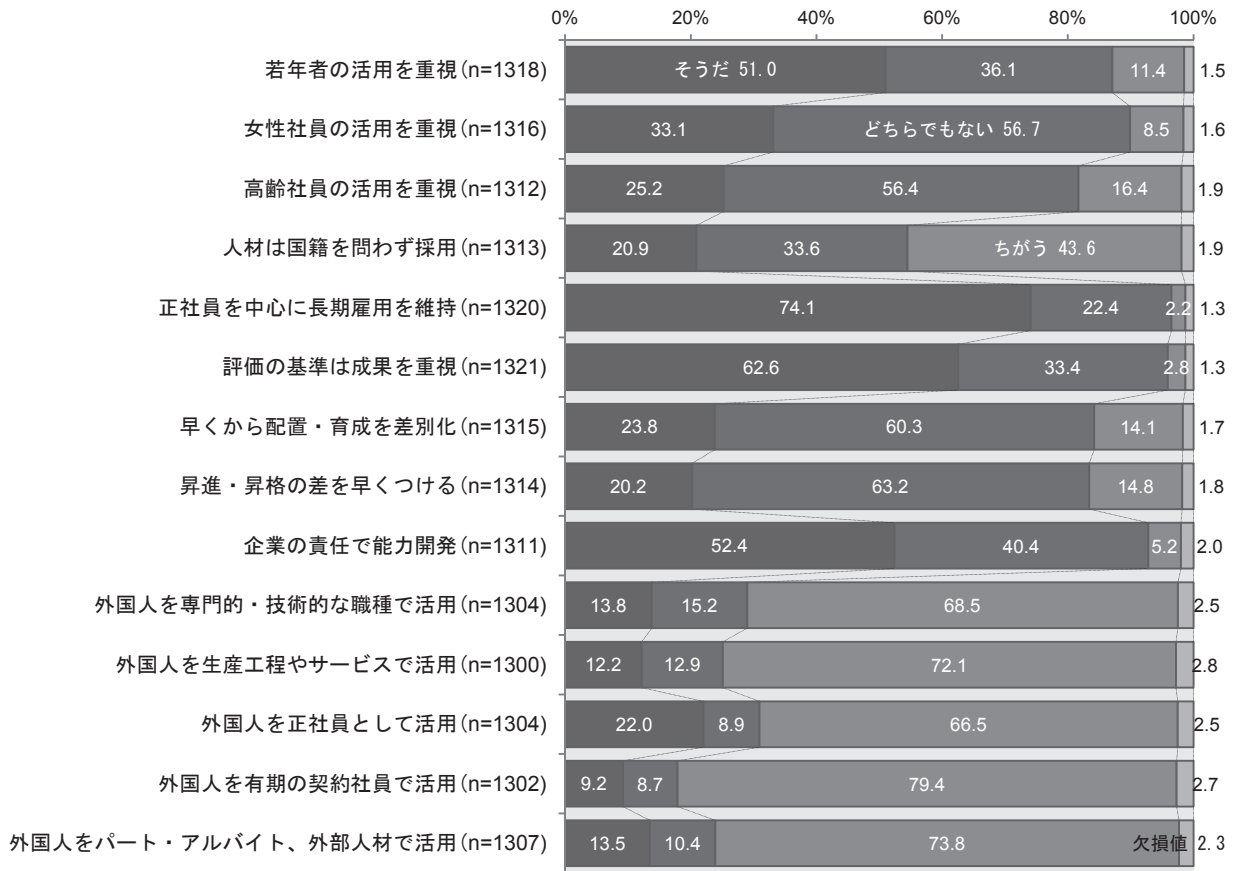 0% 20% 40% 60% 80% 100%
若年者の活用を重視(n=1318) そうだ 51.0 36.1 11.4 1.5
女性社員の活用を重視(n=1316) 33.1 どちらでもない 56.7 8.5 1.6
高齢社員の活用を重視(n=1312) 25.2 56.4 16.4 1.9
人材は国籍を問わず採用(n=1313) 20.9 33.6 ちがう 43.6 1.9
正社員を中心に長期雇用を維持(n=1320) 74.1 22.4 2.2 1.3
評価の基準は成果を重視(n=1321) 62.6 33.4 2.8 1.3
早くから配置・育成を差別化(n=1315) 23.8 60.3 14.1 1.7
昇進・昇格の差を早くつける(n=1314) 20.2 63.2 14.8 1.8
企業の責任で能力開発(n=1311) 52.4 40.4 5.2 2.0
外国人を専門的・技術的な職種で活用(n=1304) 13.8 15.2 68.5 2.5
外国人を生産工程やサービスで活用(n=1300) 12.2 12.9 72.1 2.8
外国人を正社員として活用(n=1304) 22.0 8.9 66.5 2.5
外国人を有期の契約社員で活用(n=1302) 9.2 8.7 79.4 2.7
外国人をパート・アルバイト、外部人材で活用(n=1307) 13.5 10.4 73.8 欠損値 2.3